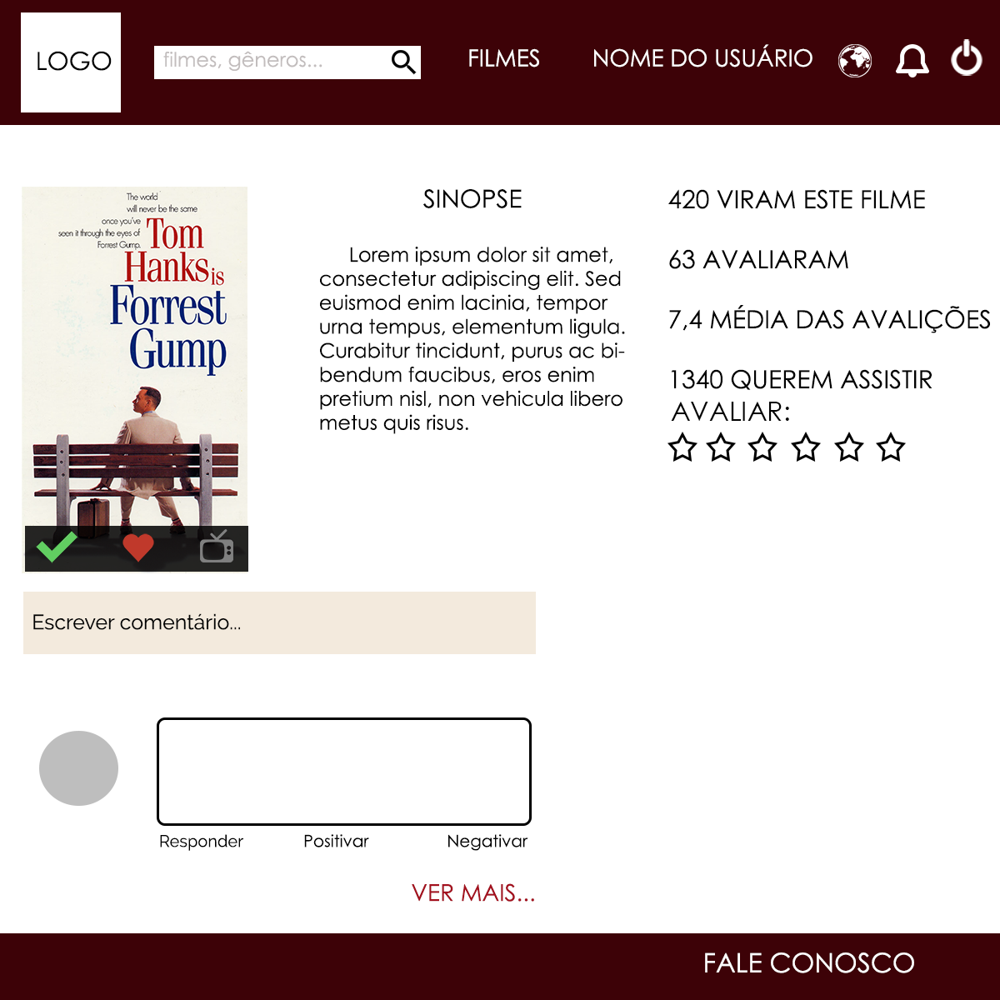 LOGO
filmes, gêneros...
FILMES
NOME DO USUÁRIO
The world
will never be the same
once you've
seen it through the eyes of
Forrest Gump.
Tom
Hanks is
Forrest
Gump
SINOPSE
Lorem ipsum dolor sit amet,
consectetur adipiscing elit. Sed
euismod enim lacinia, tempor
urna tempus, elementum ligula.
Curabitur tincidunt, purus ac bi-
bendum faucibus, eros enim
pretium nisl, non vehicula libero
metus quis risus.
420 VIRAM ESTE FILME
63 AVALIARAM
7,4 MÉDIA DAS AVALIÇÕES
1340 QUEREM ASSISTIR
AVALIAR:
Escrever comentário...
Responder
Positivar
Negativar
VER MAIS...
FALE CONOSCO